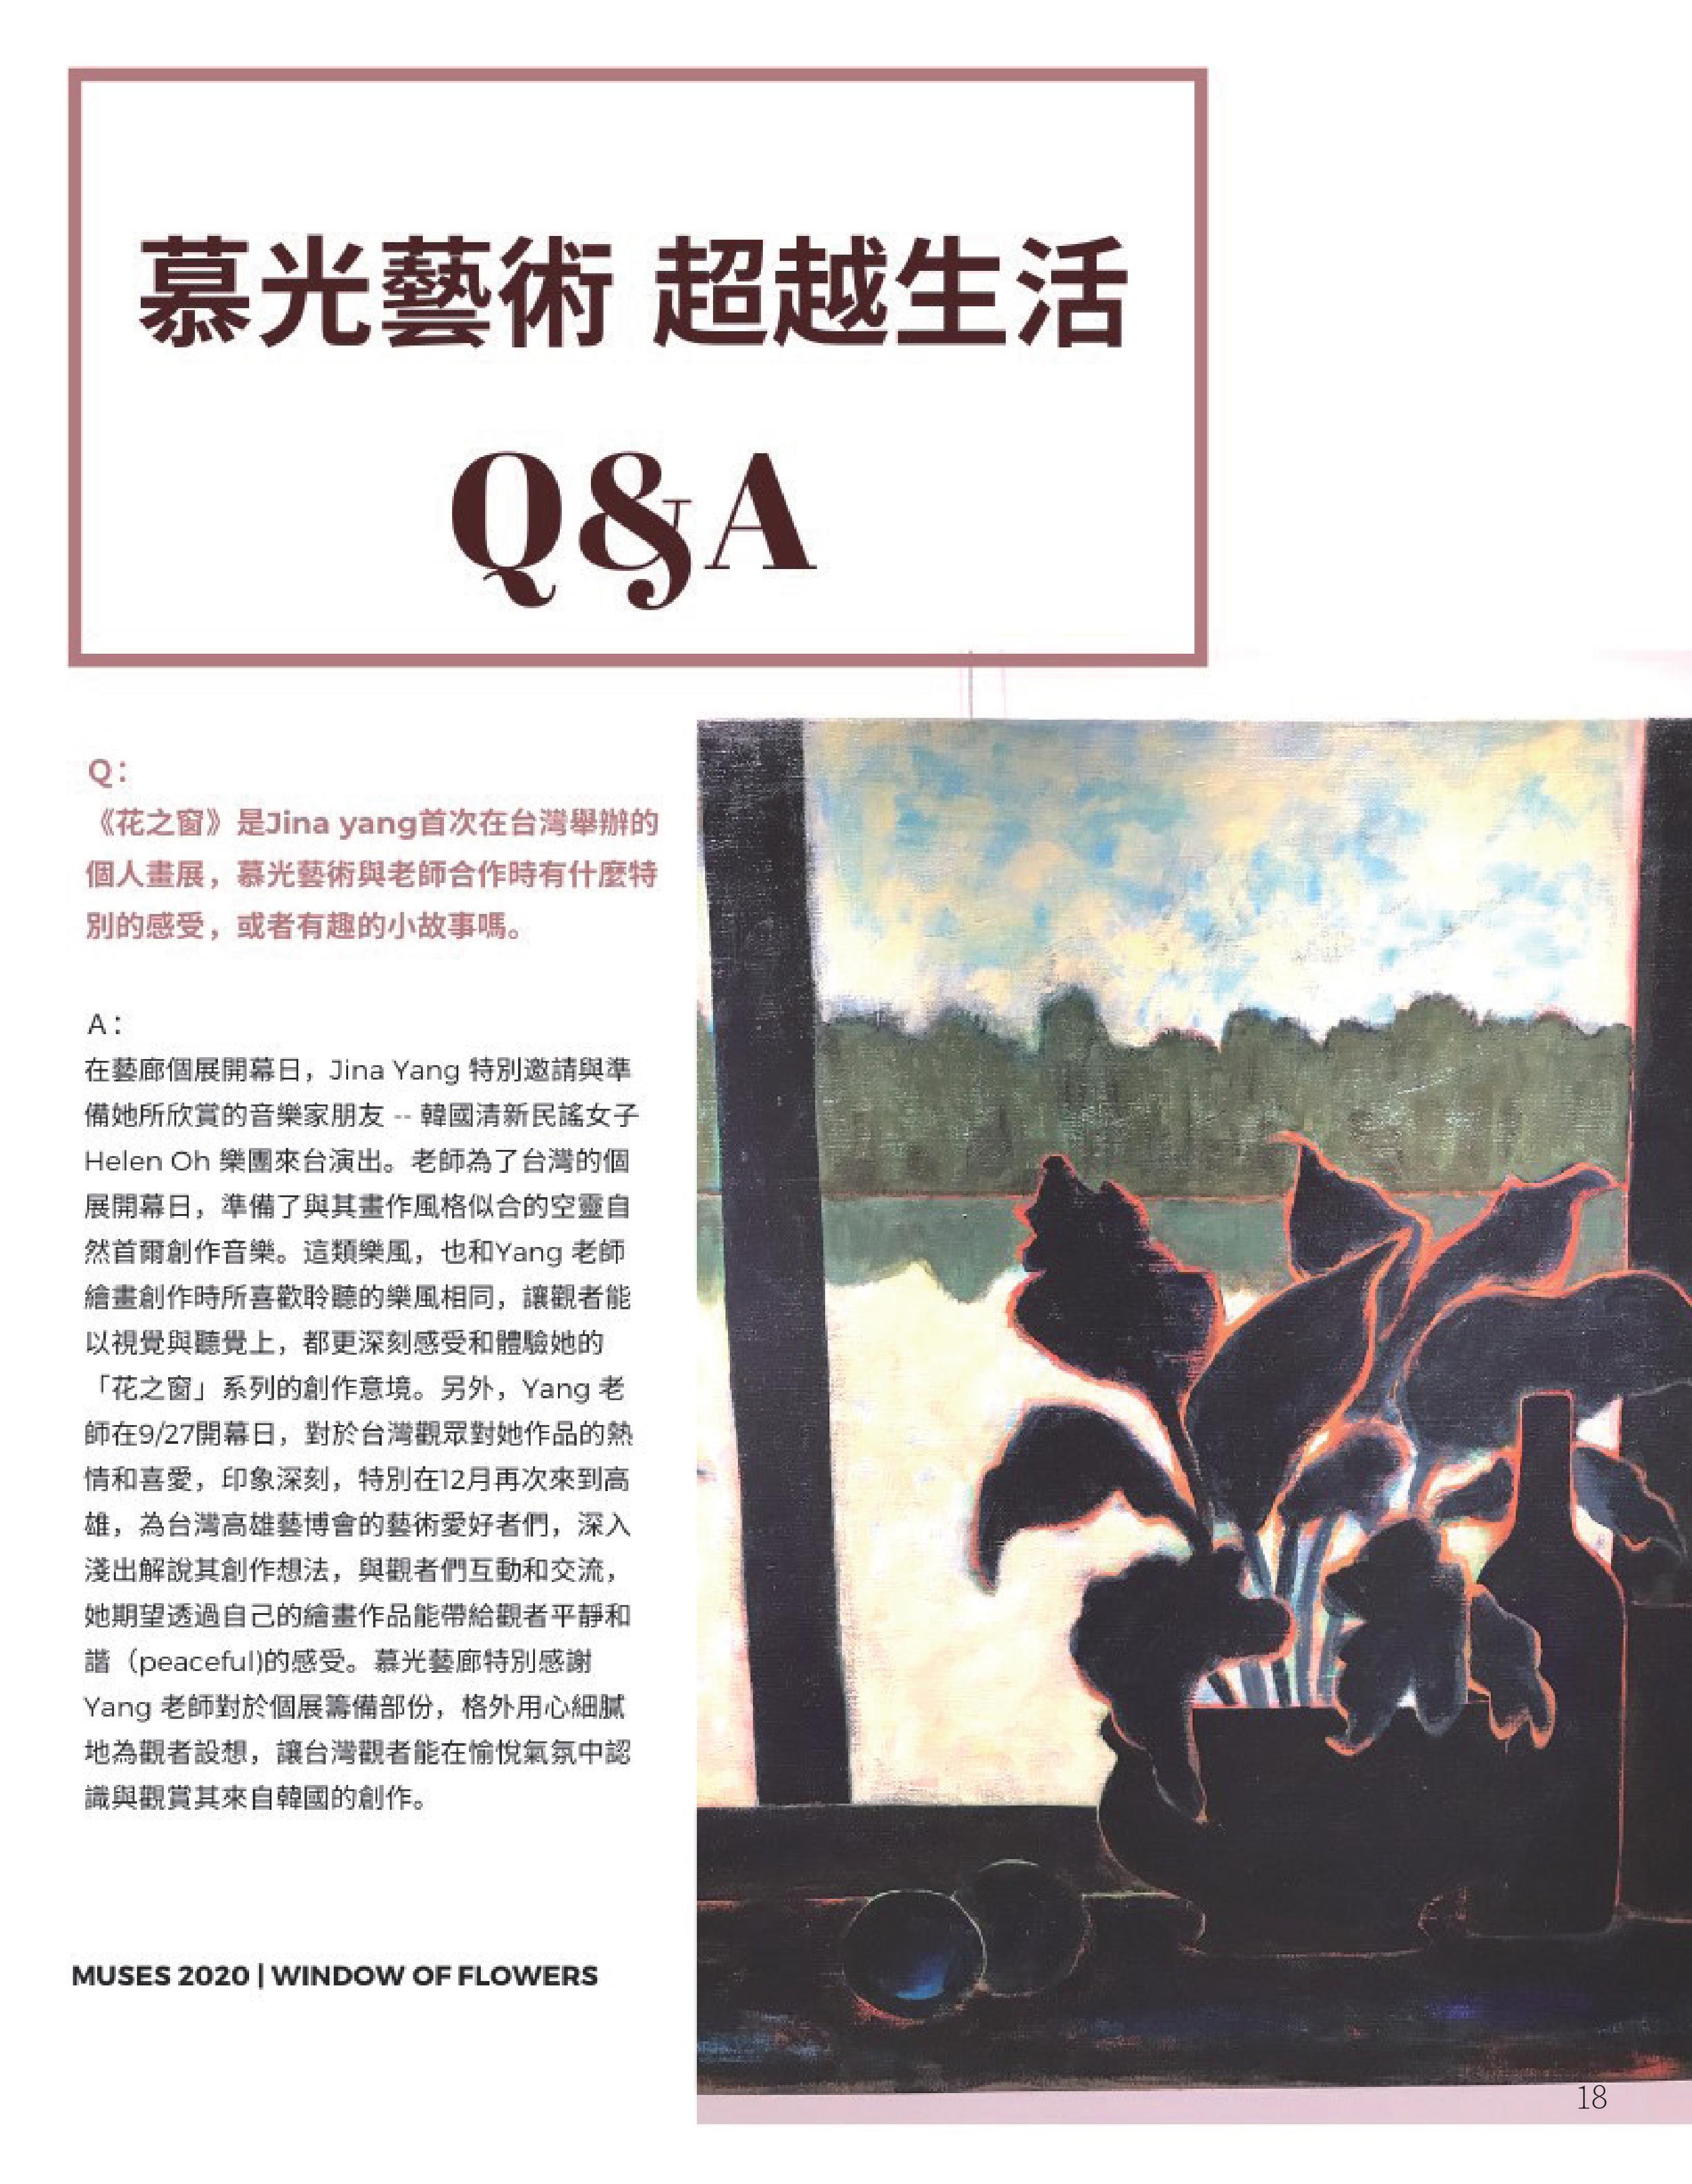 慕光藝術 超越生活
Q&A
Q：
《花之窗》是Jina yang首次在台灣舉辦的
個人畫展，慕光藝術與老師合作時有什麼特
別的感受，或者有趣的小故事嗎。
A：
在藝廊個展開幕日，Jina Yang 特別邀請與準
備她所欣賞的音樂家朋友 -- 韓國清新民謠女子
Helen Oh 樂團來台演出。老師為了台灣的個
展開幕日，準備了與其畫作風格似合的空靈自
然首爾創作音樂。這類樂風，也和Yang 老師
繪畫創作時所喜歡聆聽的樂風相同，讓觀者能
以視覺與聽覺上，都更深刻感受和體驗她的
「花之窗」系列的創作意境。另外，Yang 老
師在9/27開幕日，對於台灣觀眾對她作品的熱
情和喜愛，印象深刻，特別在12月再次來到高
雄，為台灣高雄藝博會的藝術愛好者們，深入
淺出解說其創作想法，與觀者們互動和交流，
她期望透過自己的繪畫作品能帶給觀者平靜和
諧（peaceful)的感受。慕光藝廊特別感謝
Yang 老師對於個展籌備部份，格外用心細膩
地為觀者設想，讓台灣觀者能在愉悅氣氛中認
識與觀賞其來自韓國的創作。
MUSES 2020 | WINDOW OF FLOWERS
18